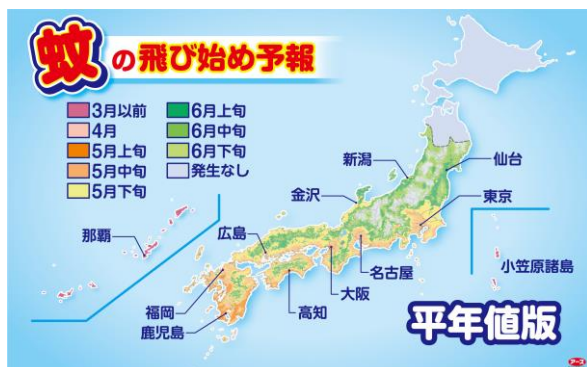 蚊の飛び始め予報
3月以前
4月
5月上旬
5月中旬
5月下旬
6月上旬
6月中旬
6月下旬
発生なし
新潟
仙台
金沢
東京
那覇
広島
名古屋
小笠原諸島
大阪
福岡
高知
鹿児島
平年値版
アース